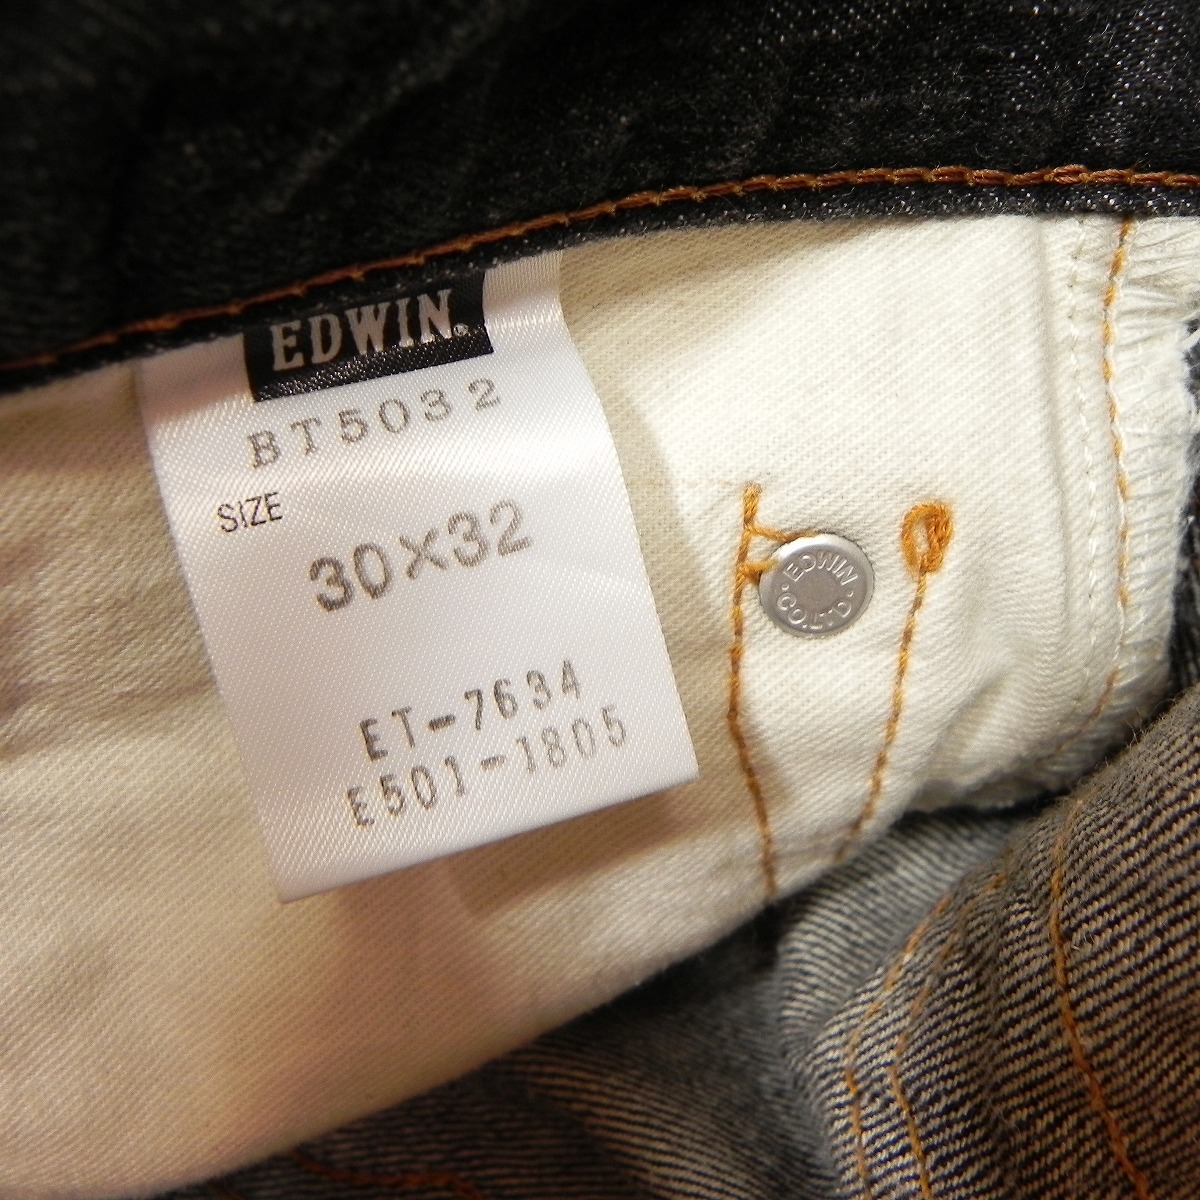 EDWIN.
BT5032
SIZE
30×32
ET-7634
E501-1805
EDWIN
·CO.LTD.·